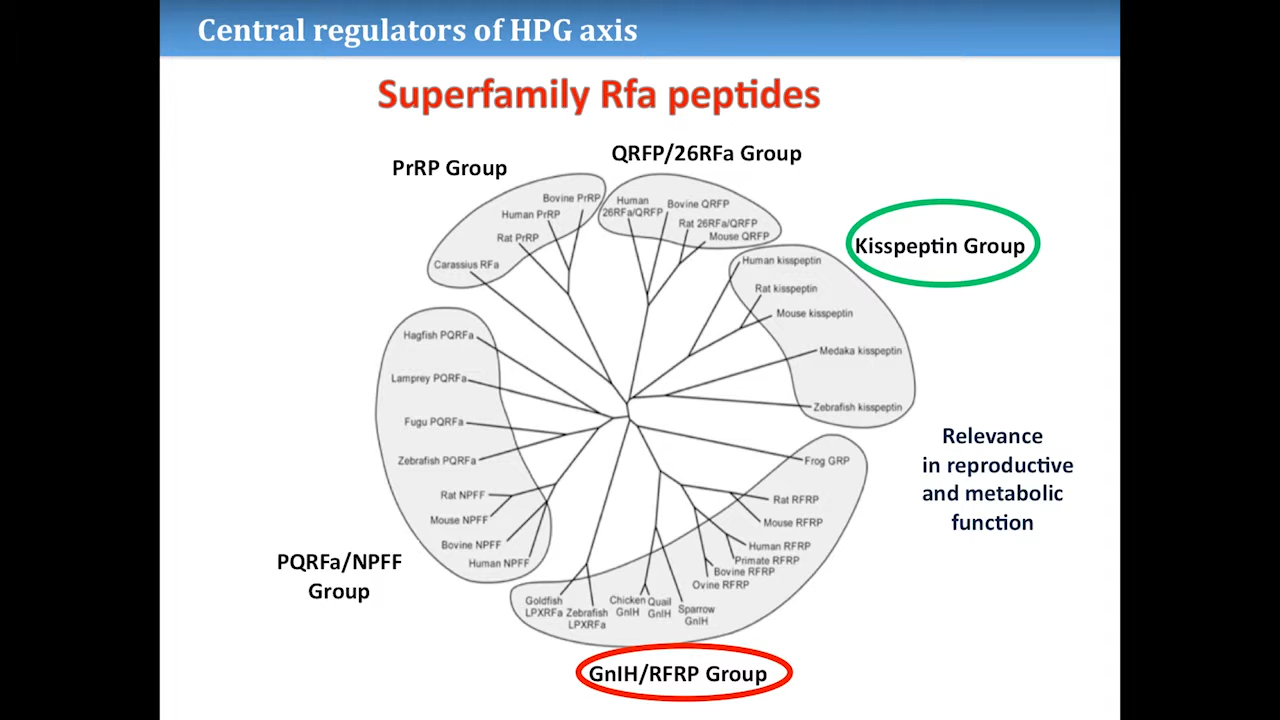 Central regulators of HPG axis
Superfamily Rfa peptides
PrRP Group
QRFP/26RFa Group
Kisspeptin Group
Bovine PrRP
Human PrRP
Rat PrRP
Carassius RFa
Human
26RFa/QRFP
Bovine QRFP
Rat 26RFa/QRFP
Mouse QRFP
Human kisspeptin
Rat kisspeptin
Mouse kisspeptin
Medaka kisspeptin
Zebrafish kisspeptin
Hagfish PQRFa
Lamprey PQRFa
Fugu PQRFa
Zebrafish PQRFa
Rat NPFF
Mouse NPFF
Bovine NPFF
Human NPFF
PQRFa/NPFF
Group
Relevance
in reproductive
and metabolic
function
Frog GRP
Rat RFRP
Mouse RFRP
Human RFRP
Primate RFRP
Bovine RFRP
Ovine RFRP
Goldfish
LPXRFa
Zebrafish
LPXRFa
Chicken
GnIH
Quail
GnIH
Sparrow
GnIH
GnIH/RFRP Group